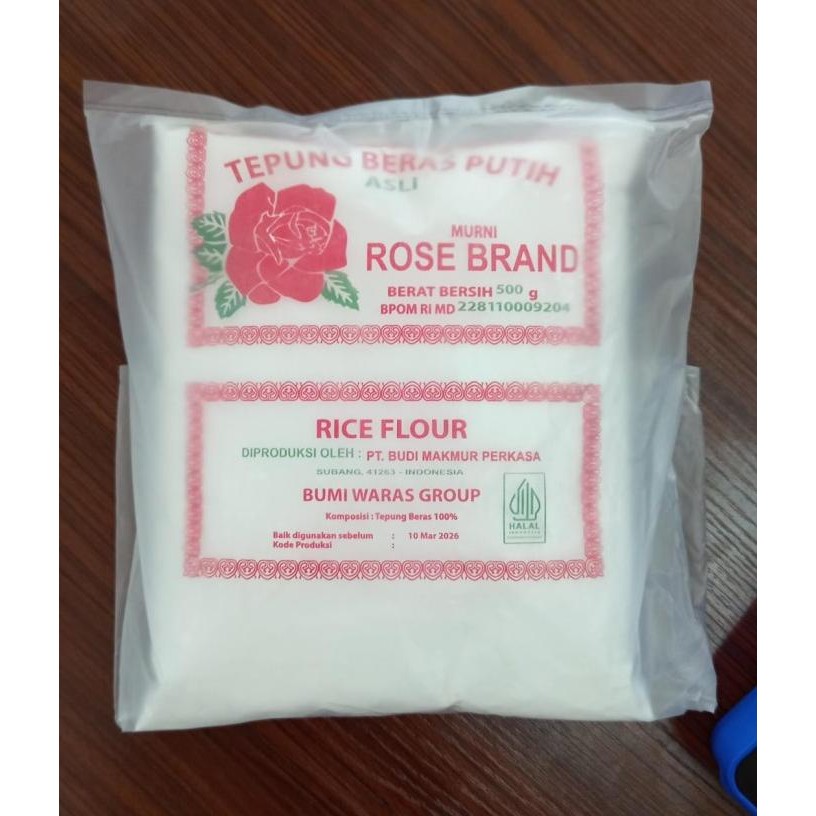 TEPUNG BERAS PUTIH
ASLI
MURNI
ROSE BRAND
BERAT BERSIH 500 g
BPOM RI MD 228110009204
RICE FLOUR
DIPRODUKSI OLEH : PT. BUDI MAKMUR PERKASA
SUBANG, 41263 - INDONESIA
BUMI WARAS GROUP
Komposisi : Tepung Beras 100%
Baik digunakan sebelum : 10 Mar 2026
Kode Produksi :
HALAL
INDONESIA